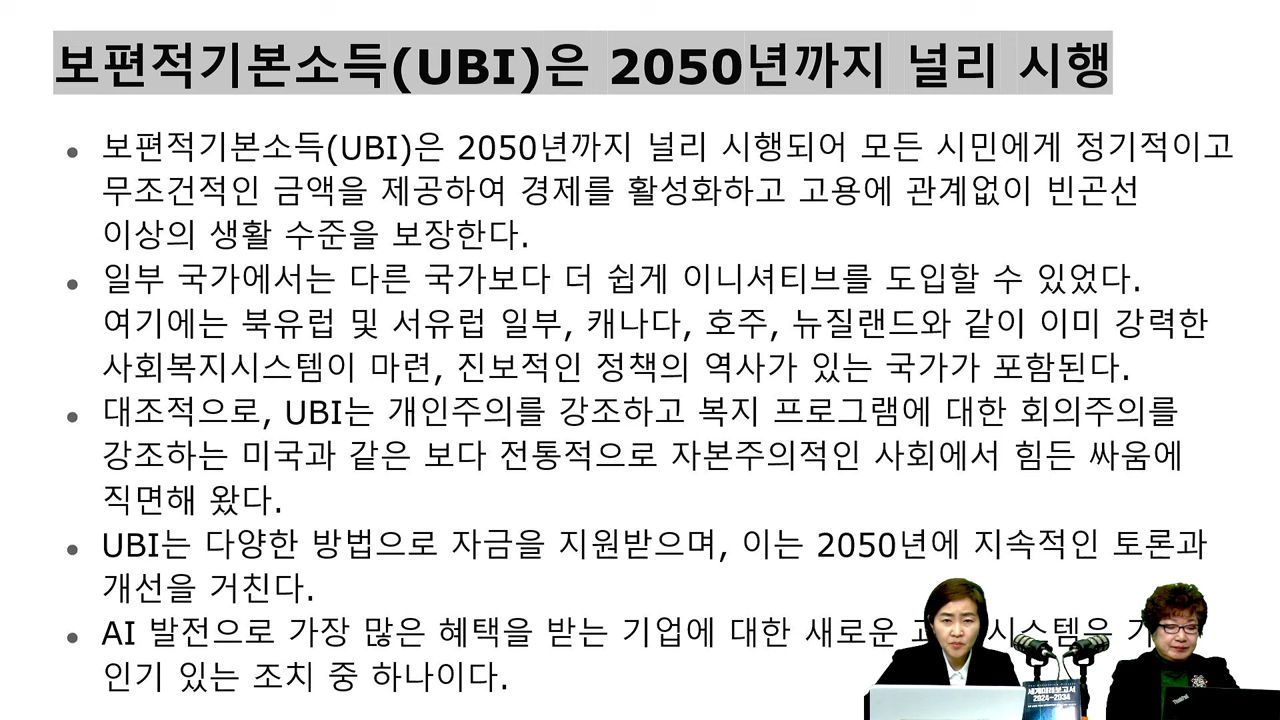 보편적기본소득(UBI)은 2050년까지 널리 시행
• 보편적기본소득(UBI)은 2050년까지 널리 시행되어 모든 시민에게 정기적이고
무조건적인 금액을 제공하여 경제를 활성화하고 고용에 관계없이 빈곤선
이상의 생활 수준을 보장한다.
• 일부 국가에서는 다른 국가보다 더 쉽게 이니셔티브를 도입할 수 있었다.
여기에는 북유럽 및 서유럽 일부, 캐나다, 호주, 뉴질랜드와 같이 이미 강력한
사회복지시스템이 마련, 진보적인 정책의 역사가 있는 국가가 포함된다.
• 대조적으로, UBI는 개인주의를 강조하고 복지 프로그램에 대한 회의주의를
강조하는 미국과 같은 보다 전통적으로 자본주의적인 사회에서 힘든 싸움에
직면해 왔다.
• UBI는 다양한 방법으로 자금을 지원받으며, 이는 2050년에 지속적인 토론과
개선을 거친다.
• AI 발전으로 가장 많은 혜택을 받는 기업에 대한 새로운 시스템은
인기 있는 조치 중 하나이다.
세계미래보고서
2024-2034
ThinkPad